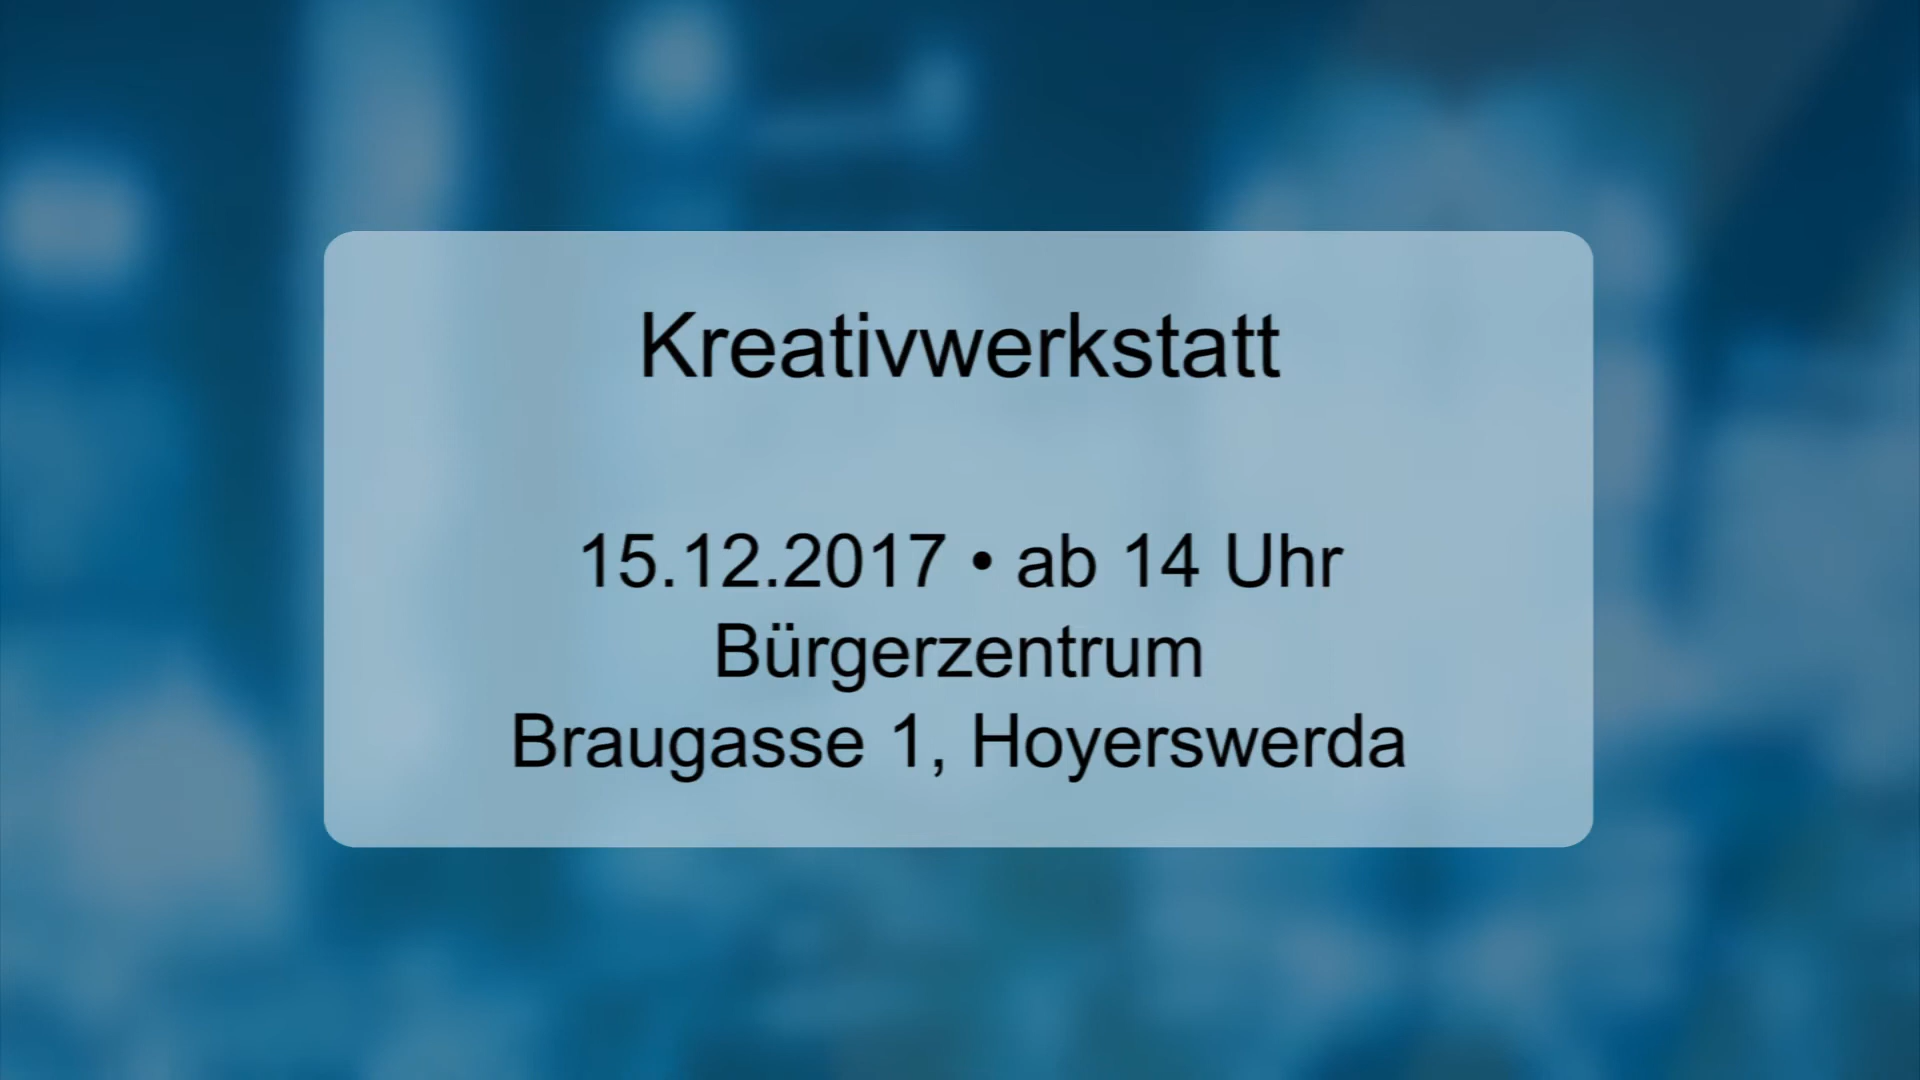 Kreativwerkstatt
15.12.2017 • ab 14 Uhr
Bürgerzentrum
Braugasse 1, Hoyerswerda